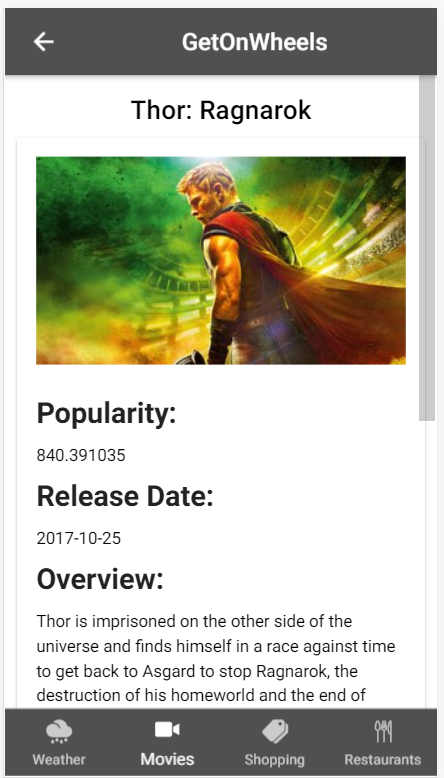 GetOnWheels
Thor: Ragnarok
Popularity:
840.391035
Release Date:
2017-10-25
Overview:
Thor is imprisoned on the other side of the
universe and finds himself in a race against time
to get back to Asgard to stop Ragnarok, the
destruction of his homeworld and the end of
Weather Movies Shopping Restaurants